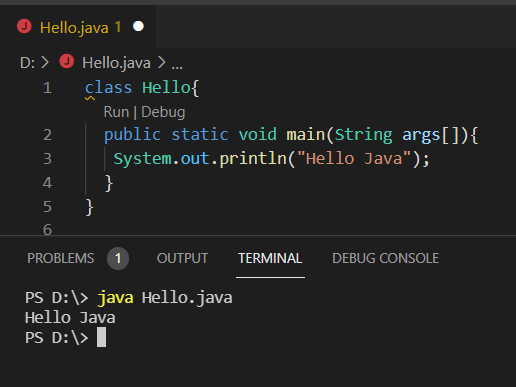 Hello.java 1
D: > Hello.java > ...
1 class Hello{
Run | Debug
2 public static void main(String args[]){
3 System.out.println("Hello Java");
4 }
5 }
6
PROBLEMS 1 OUTPUT TERMINAL DEBUG CONSOLE
PS D:\> java Hello.java
Hello Java
PS D:\>